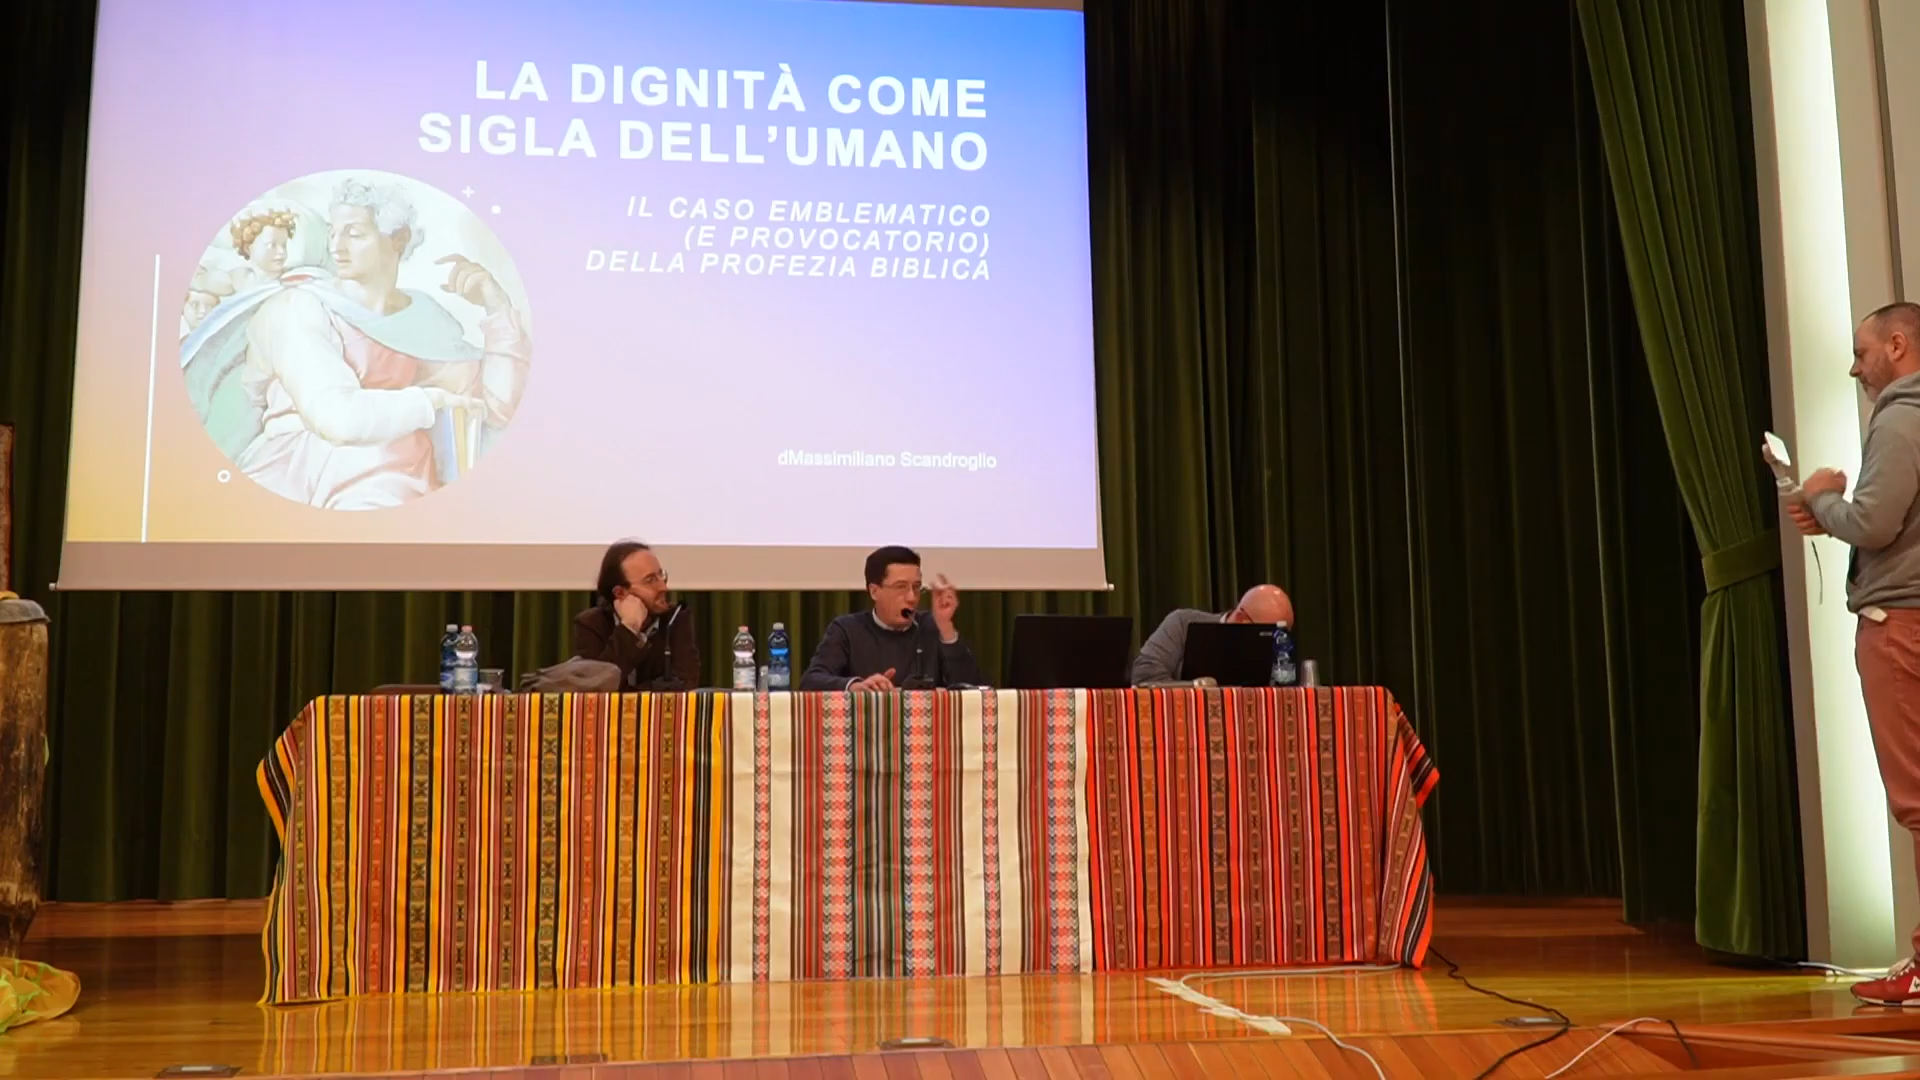 LA DIGNITÀ COME
SIGLA DELL'UMANO
IL CASO EMBLEMATICO
(E PROVOCATORIO)
DELLA PROFEZIA BIBLICA
dMassimiliano Scandroglio